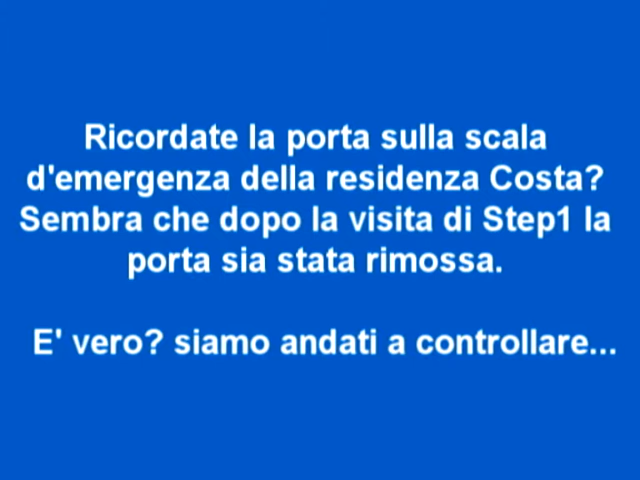 Ricordate la porta sulla scala
d'emergenza della residenza Costa?
Sembra che dopo la visita di Step1 la
porta sia stata rimossa.
E' vero? siamo andati a controllare...